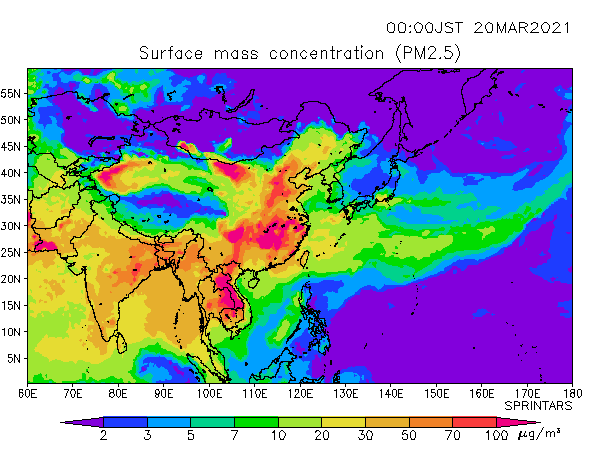 00:00JST 20MAR2021
Surface mass concentration (PM2.5)
55N
50N
45N
40N
35N
30N
25N
20N
15N
10N
5N
60E 70E 80E 90E 100E 110E 120E 130E 140E 150E 160E 170E 180
SPRINTARS
2 3 5 7 10 20 30 50 70 100 μg/m³